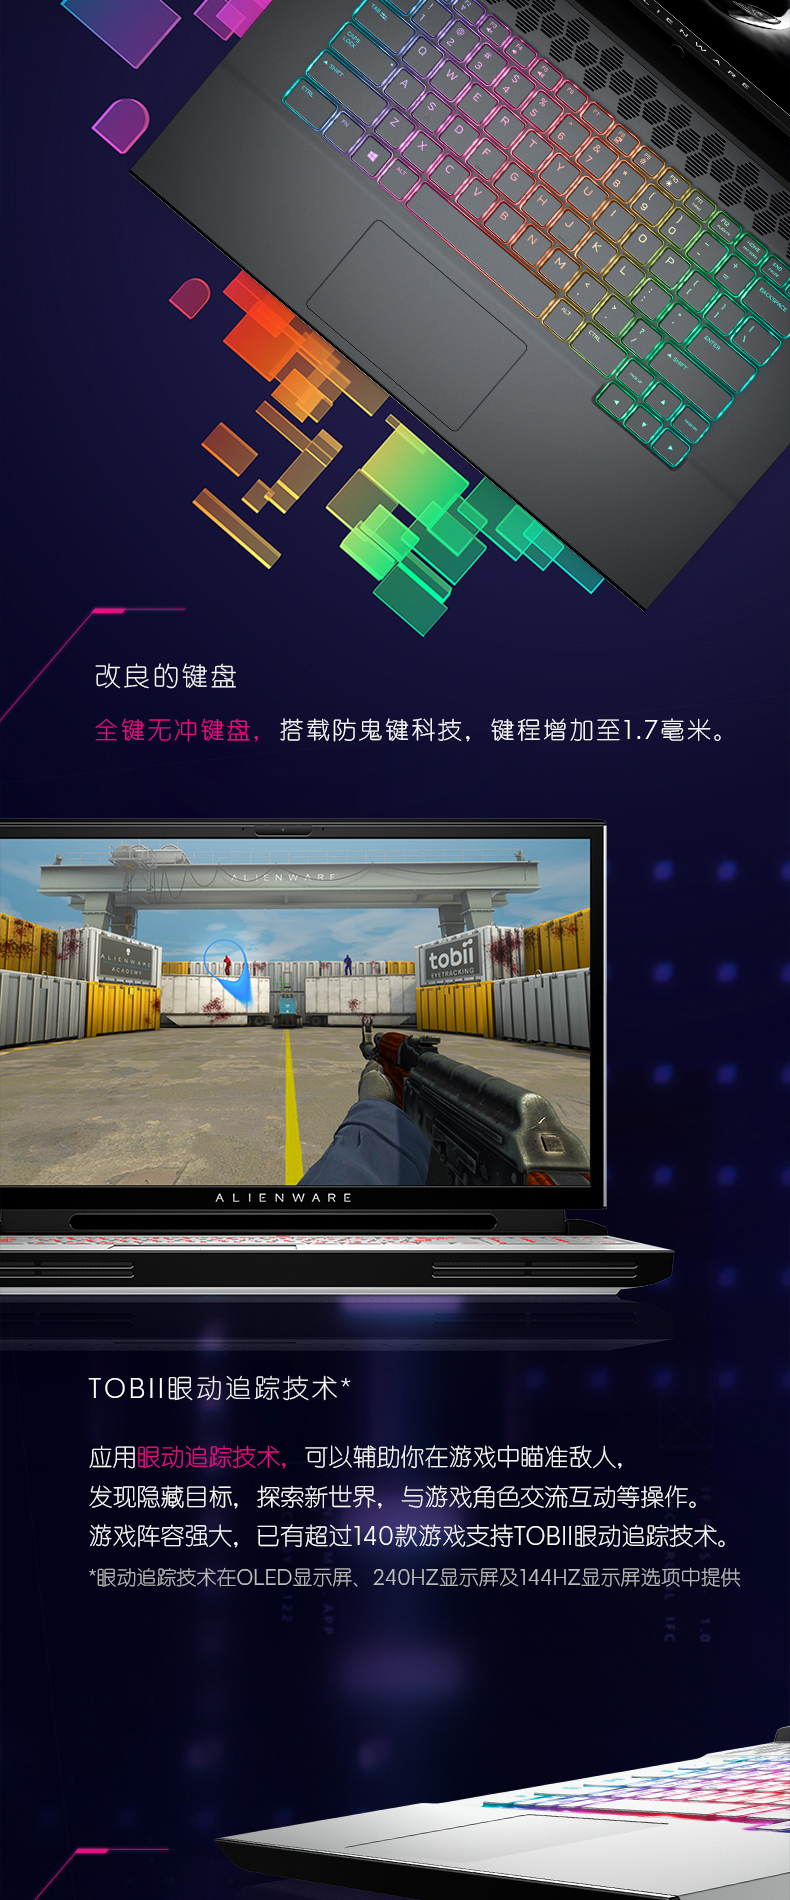 ALIENWARE
改良的键盘
全键无冲键盘，搭载防鬼键科技，键程增加至1.7毫米。
ALIENWARE
ALIENWARE
ACADEMY
tobii
EYETRACKING
ALIENWARE
TOBII眼动追踪技术*
应用眼动追踪技术，可以辅助你在游戏中瞄准敌人，
发现隐藏目标，探索新世界，与游戏角色交流互动等操作。
游戏阵容强大，已有超过140款游戏支持TOBII眼动追踪技术。
*眼动追踪技术在OLED显示屏、240HZ显示屏及144HZ显示屏选项中提供